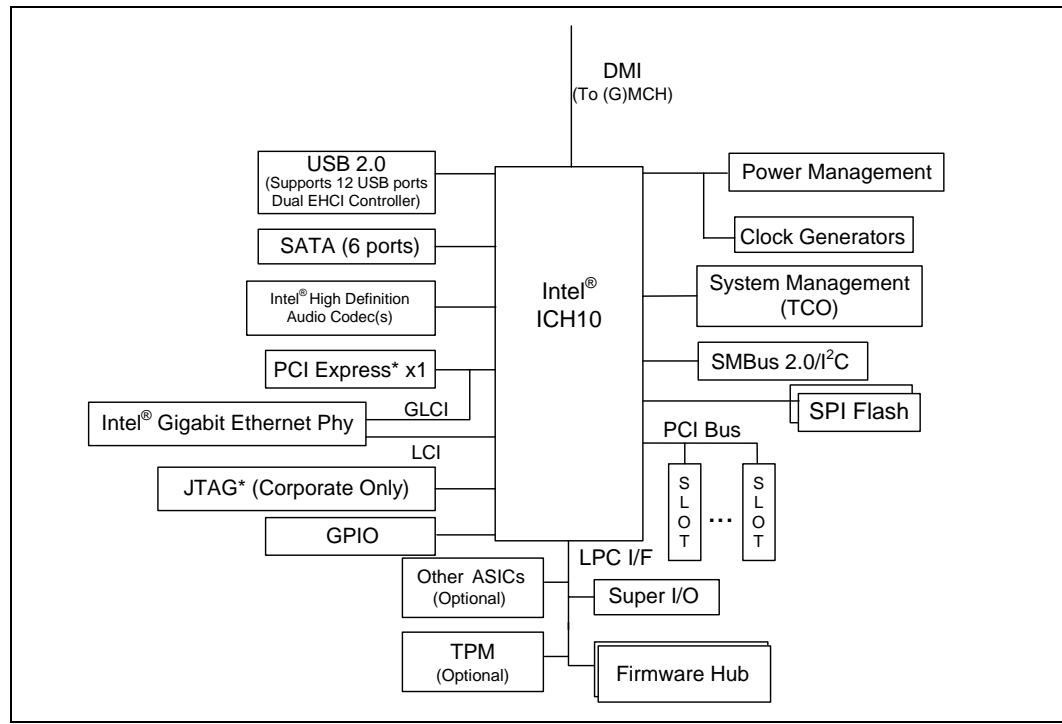 DMI
(To (G)MCH)
USB 2.0
(Supports 12 USB ports
Dual EHCI Controller)
SATA (6 ports)
Intel® High Definition
Audio Codec(s)
PCI Express* x1
GLCI
Intel® Gigabit Ethernet Phy
LCI
JTAG* (Corporate Only)
GPIO
Intel®
ICH10
Power Management
Clock Generators
System Management
(TCO)
SMBus 2.0/I²C
SPI Flash
PCI Bus
SLOT
...
SLOT
LPC I/F
Other ASICs
(Optional)
Super I/O
TPM
(Optional)
Firmware Hub